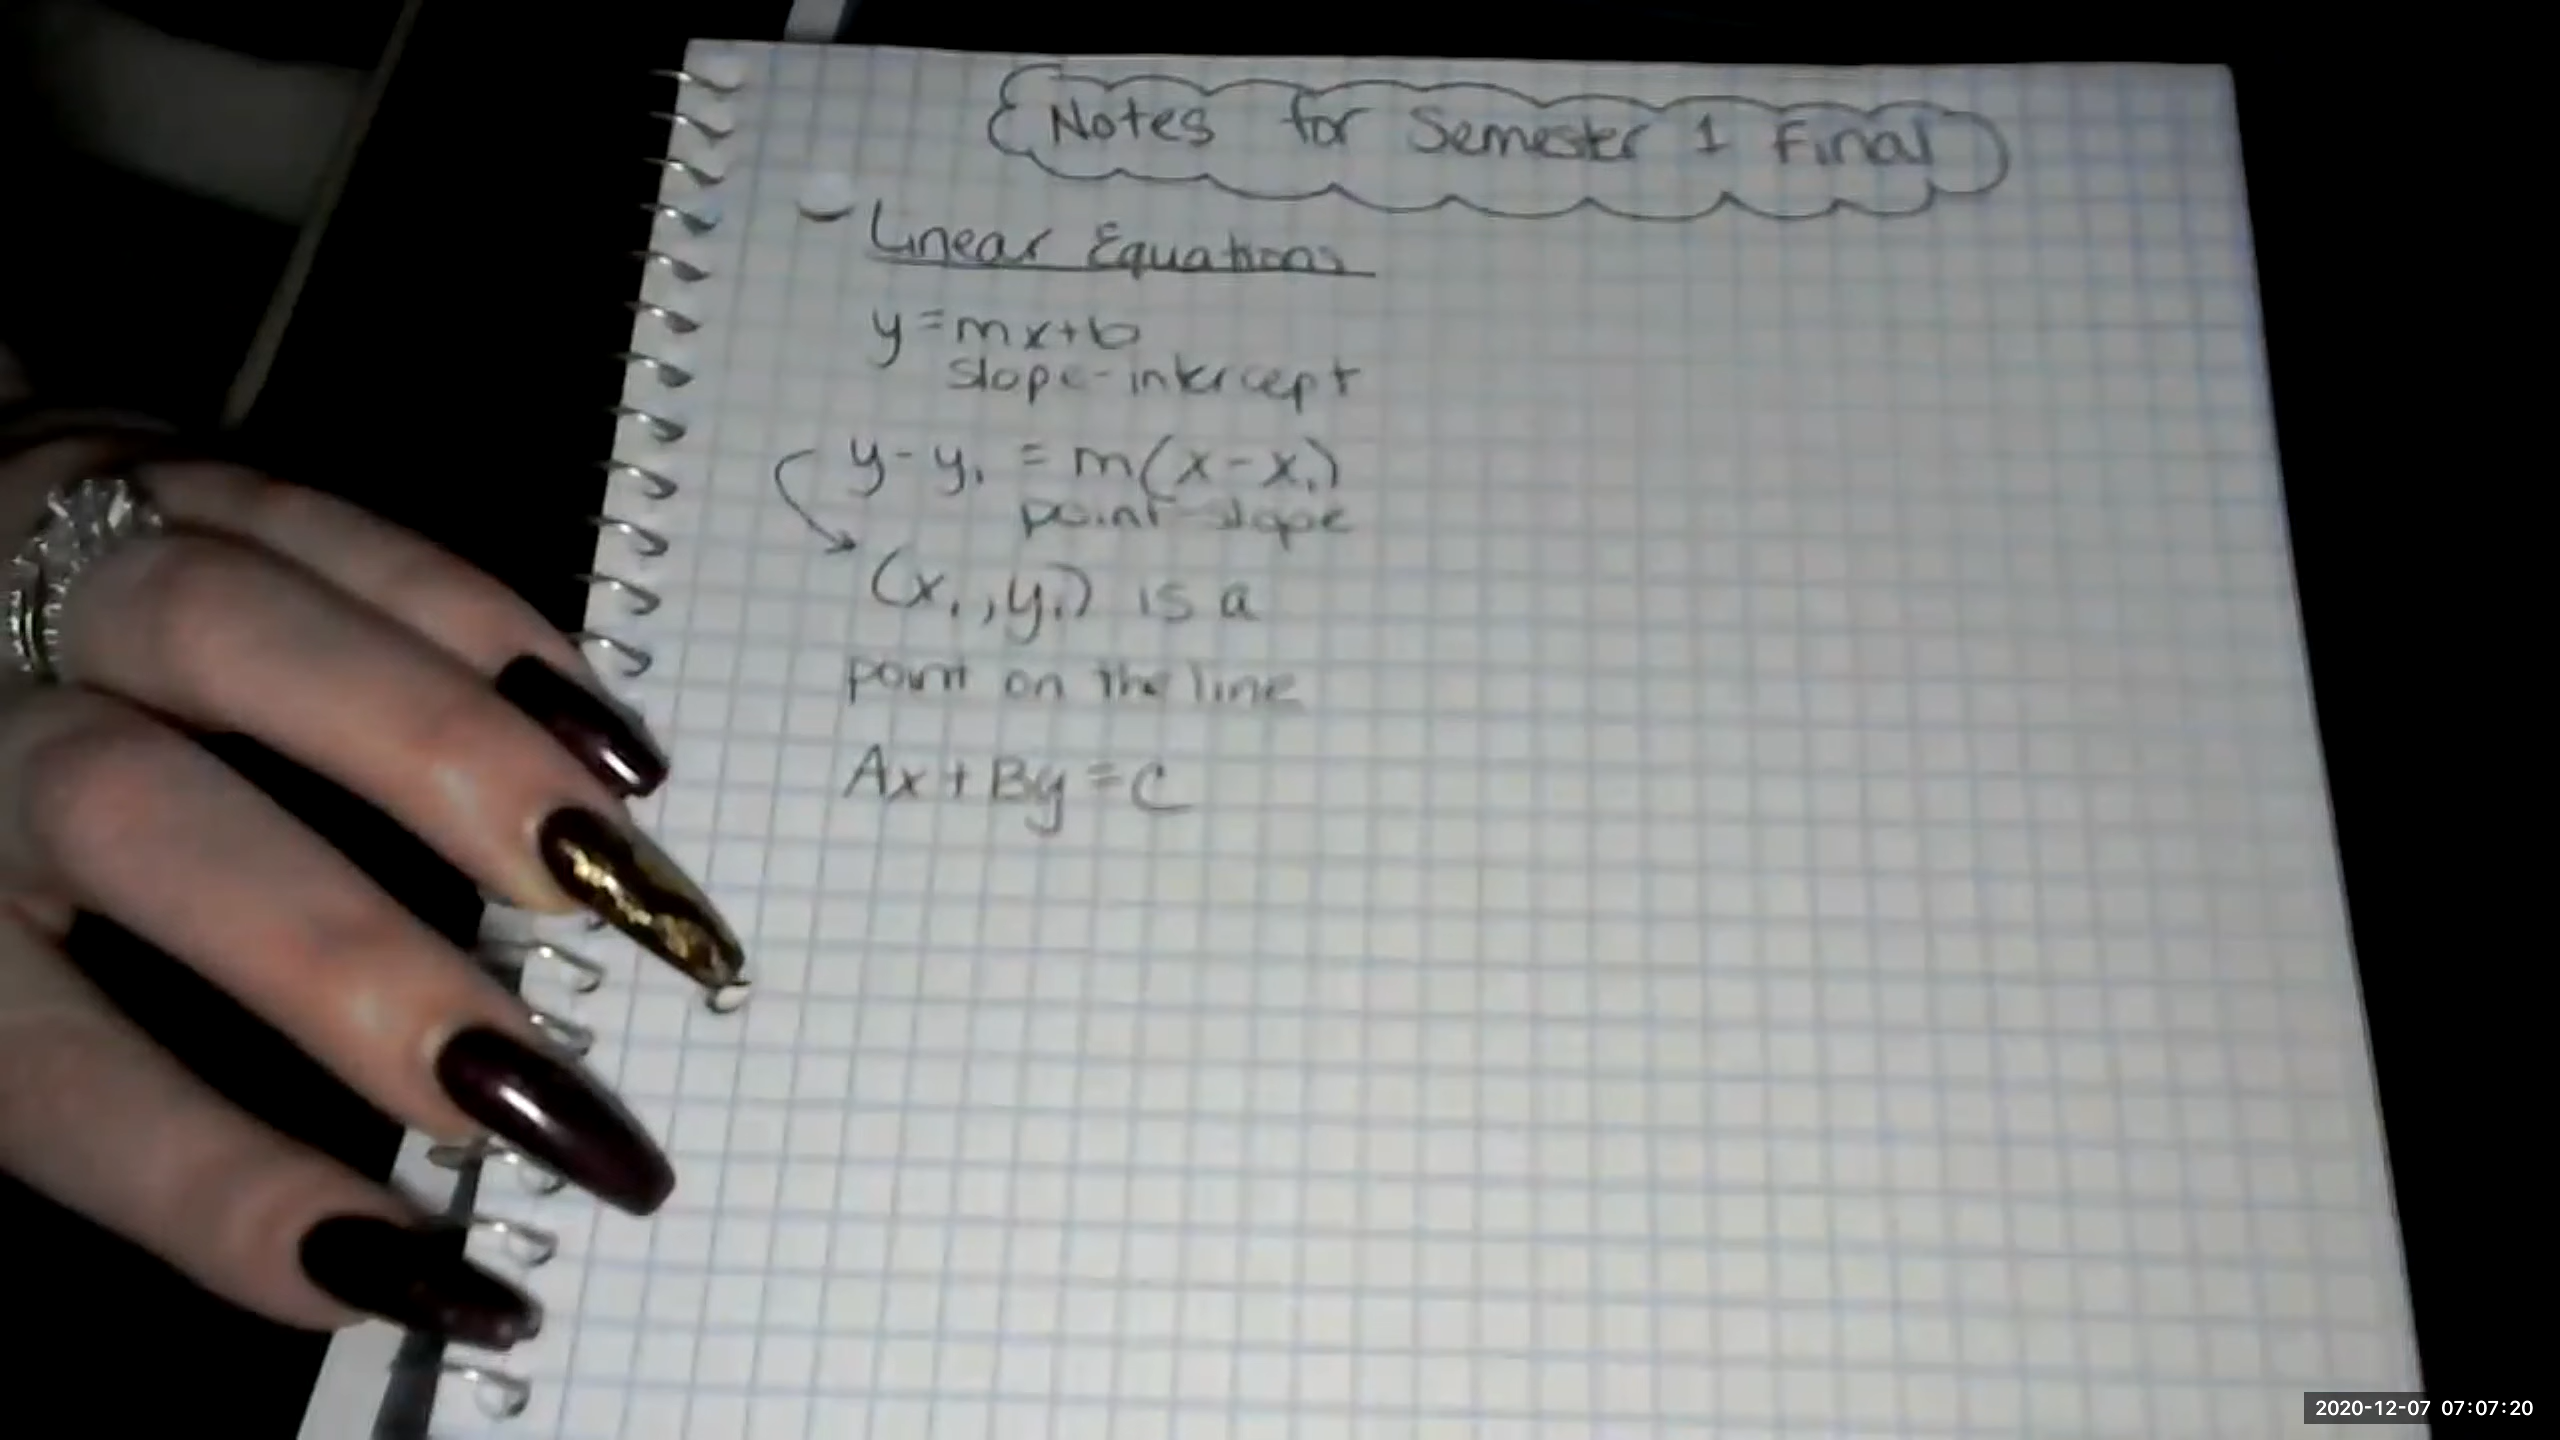 Notes for Semester 1 Final
- Linear Equations
y = mx + b
slope-intercept
y - y₁ = m(x - x₁)
point-slope
(x₁, y₁) is a
point on the line
Ax + By = C
2020-12-07 07:07:20